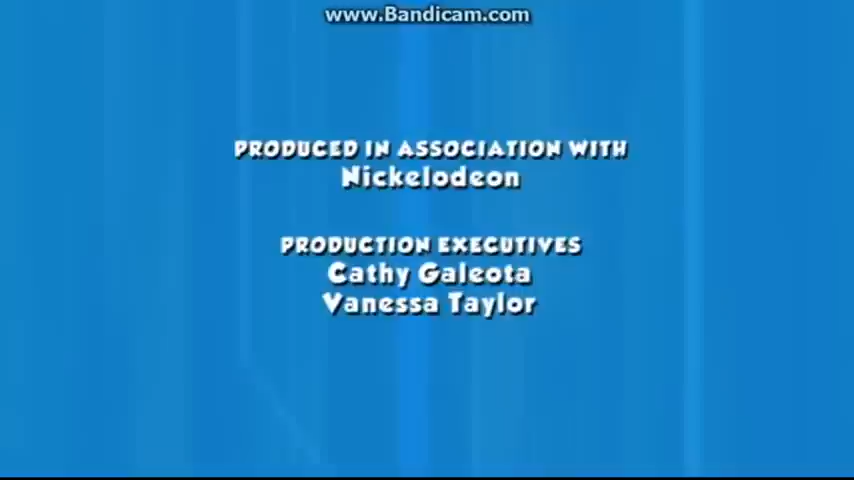 www.Bandicam.com
PRODUCED IN ASSOCIATION WITH
Nickelodeon
PRODUCTION EXECUTIVES
Cathy Galeota
Vanessa Taylor